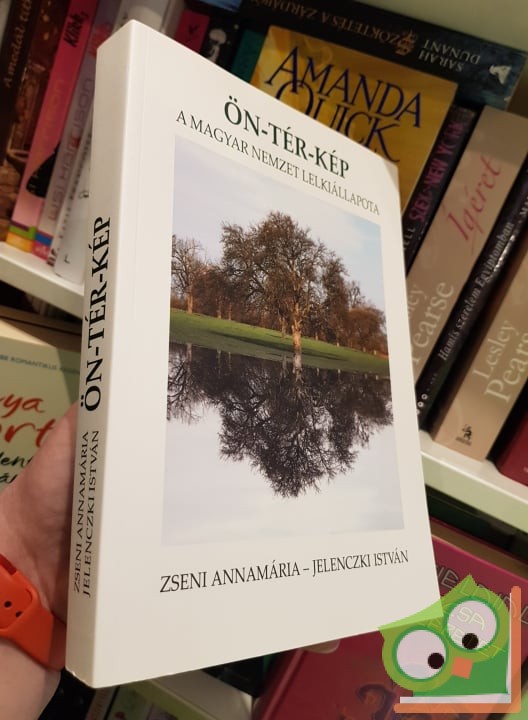 ÖN-TÉR-KÉP
A MAGYAR NEMZET LELKIÁLLAPOTA
ZSENI ANNAMÁRIA – JELENCZKI ISTVÁN
ZSENI ANNAMÁRIA
JELENCZKI ISTVÁN
ÖN-TÉR-KÉP
AMANDA
QUICK
SARAH
DUNANT
Lesley
Pearse
Ígéret
Lesley
Pearse